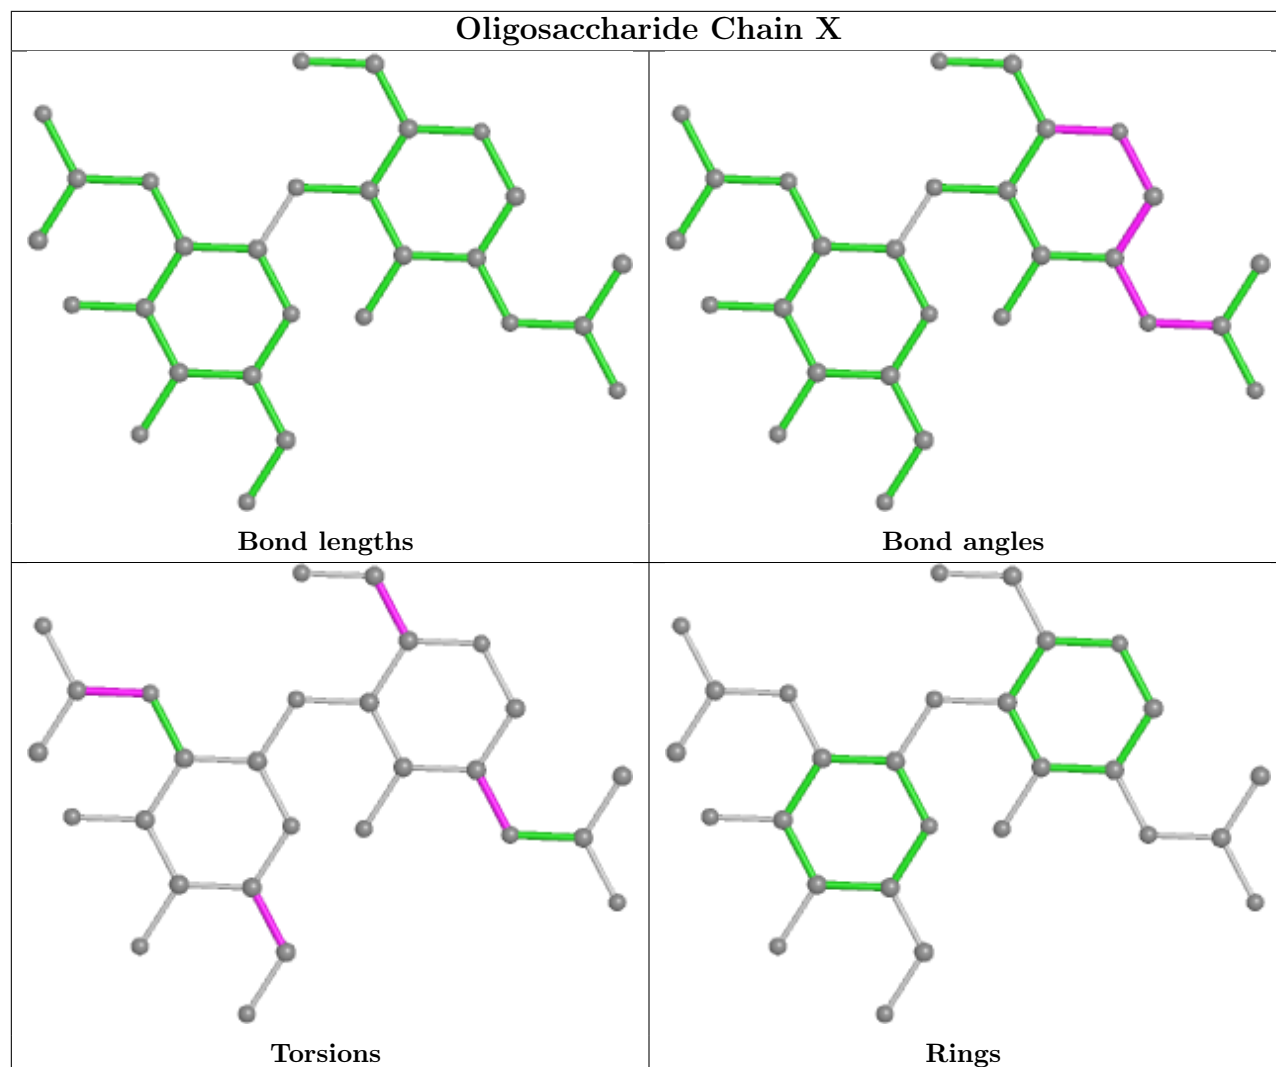 Oligosaccharide Chain X
Bond lengths
Bond angles
Torsions
Rings